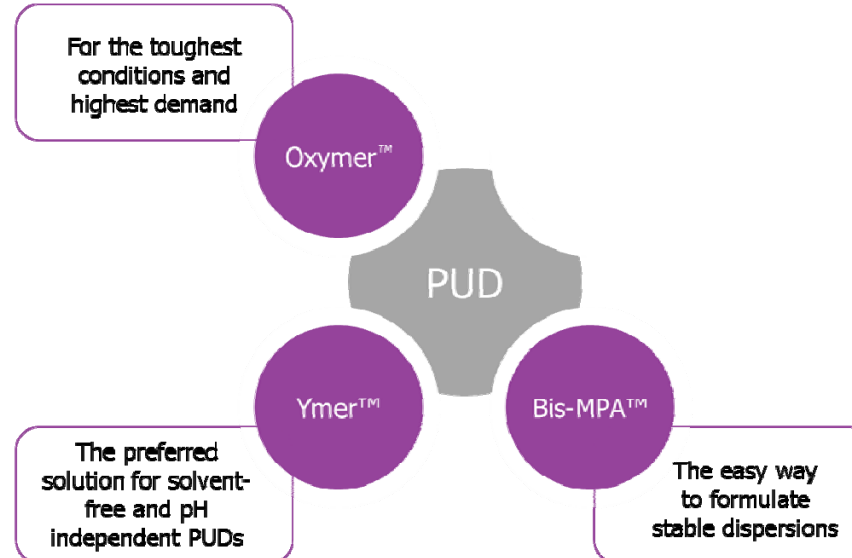 For the toughest
conditions and
highest demand
Oxymer™
PUD
Ymer™
Bis-MPA™
The preferred
solution for solvent-
free and pH
independent PUDs
The easy way
to formulate
stable dispersions